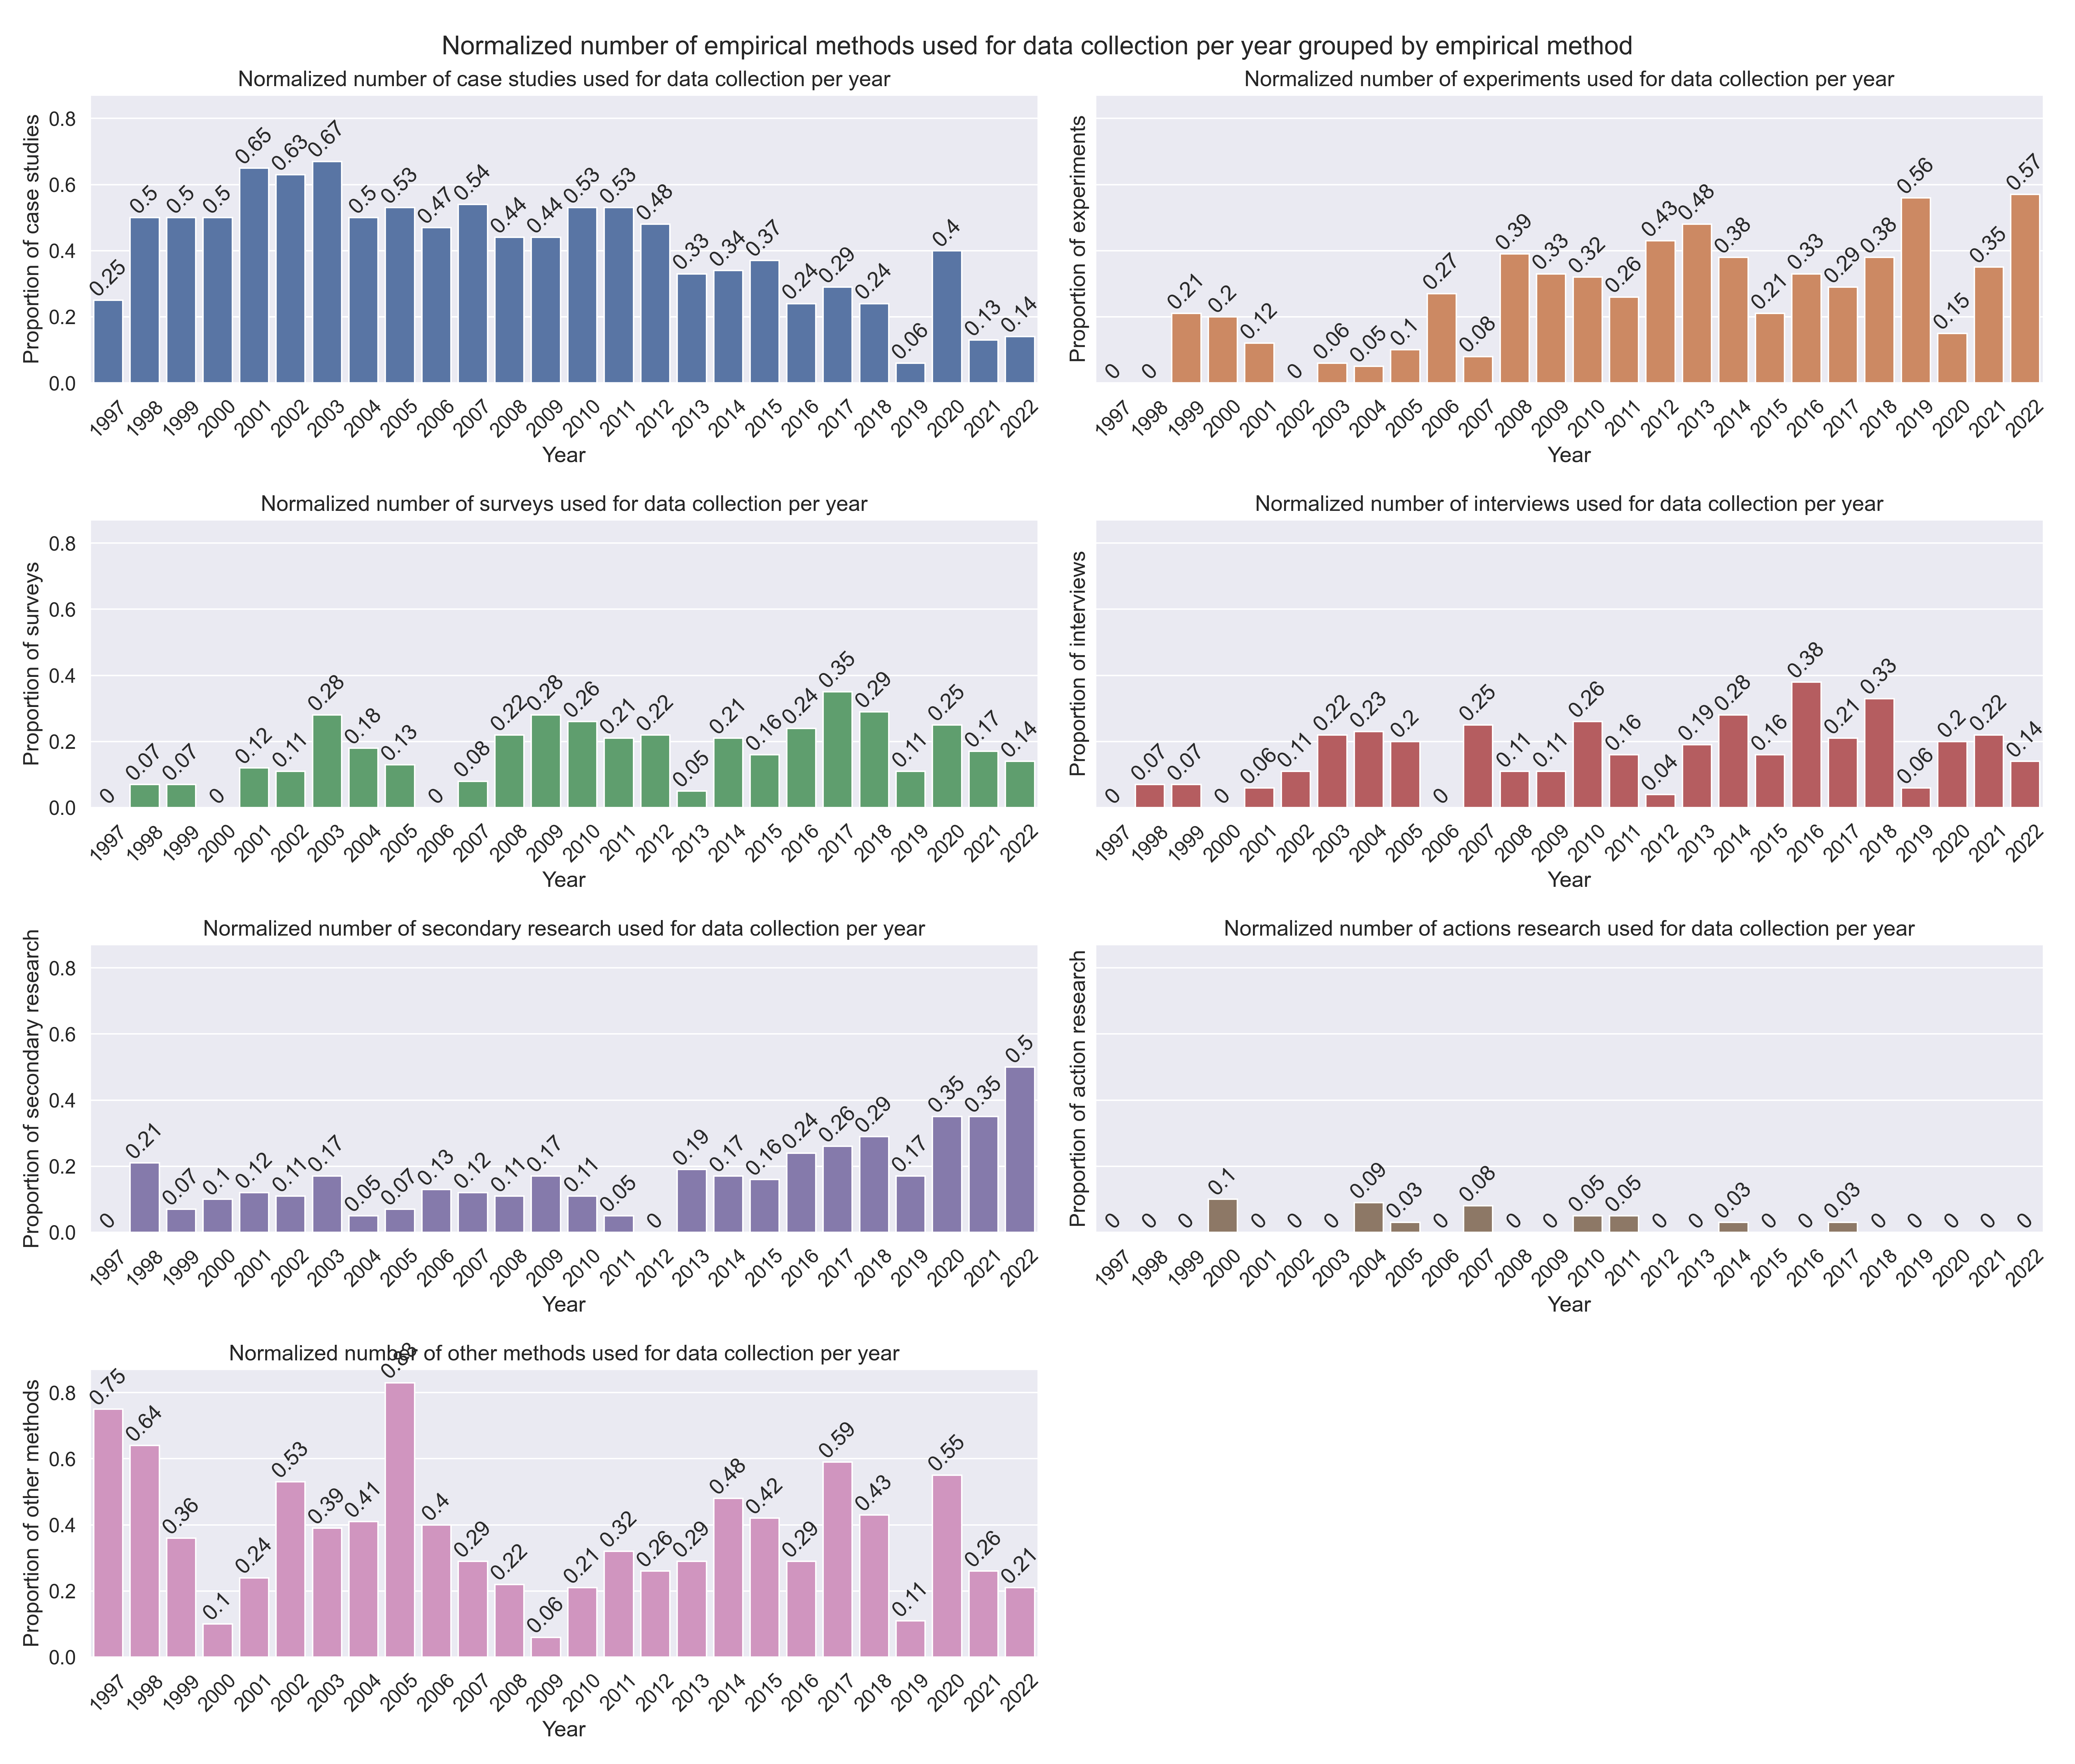 Normalized number of empirical methods used for data collection per year grouped by empirical method
Normalized number of case studies used for data collection per year
Proportion of case studies
0.8
0.6
0.4
0.2
0.0
0.25 0.5 0.5 0.5 0.65 0.63 0.67 0.5 0.53 0.47 0.54 0.44 0.44 0.53 0.53 0.48 0.33 0.34 0.37 0.24 0.29 0.24 0.06 0.4 0.13 0.14
1997 1998 1999 2000 2001 2002 2003 2004 2005 2006 2007 2008 2009 2010 2011 2012 2013 2014 2015 2016 2017 2018 2019 2020 2021 2022
Year
Normalized number of experiments used for data collection per year
Proportion of experiments
0 0 0.21 0.2 0.12 0 0.06 0.05 0.1 0.27 0.08 0.39 0.33 0.32 0.26 0.43 0.48 0.38 0.21 0.33 0.29 0.38 0.56 0.15 0.35 0.57
1997 1998 1999 2000 2001 2002 2003 2004 2005 2006 2007 2008 2009 2010 2011 2012 2013 2014 2015 2016 2017 2018 2019 2020 2021 2022
Year
Normalized number of surveys used for data collection per year
Proportion of surveys
0.8
0.6
0.4
0.2
0.0
0 0.07 0.07 0 0.12 0.11 0.28 0.18 0.13 0 0.08 0.22 0.28 0.26 0.21 0.22 0.05 0.21 0.16 0.24 0.35 0.29 0.11 0.25 0.17 0.14
1997 1998 1999 2000 2001 2002 2003 2004 2005 2006 2007 2008 2009 2010 2011 2012 2013 2014 2015 2016 2017 2018 2019 2020 2021 2022
Year
Normalized number of interviews used for data collection per year
Proportion of interviews
0 0.07 0.07 0 0.06 0.11 0.22 0.23 0.2 0 0.25 0.11 0.11 0.26 0.16 0.04 0.19 0.28 0.16 0.38 0.21 0.33 0.06 0.2 0.22 0.14
1997 1998 1999 2000 2001 2002 2003 2004 2005 2006 2007 2008 2009 2010 2011 2012 2013 2014 2015 2016 2017 2018 2019 2020 2021 2022
Year
Normalized number of secondary research used for data collection per year
Proportion of secondary research
0.8
0.6
0.4
0.2
0.0
0 0.21 0.07 0.1 0.12 0.11 0.17 0.05 0.07 0.13 0.12 0.11 0.17 0.11 0.05 0 0.19 0.17 0.16 0.24 0.26 0.29 0.17 0.35 0.35 0.5
1997 1998 1999 2000 2001 2002 2003 2004 2005 2006 2007 2008 2009 2010 2011 2012 2013 2014 2015 2016 2017 2018 2019 2020 2021 2022
Year
Normalized number of actions research used for data collection per year
Proportion of action research
0 0 0 0.1 0 0 0 0.09 0.03 0 0.08 0 0 0.05 0.05 0 0 0.03 0 0 0.03 0 0 0 0 0
1997 1998 1999 2000 2001 2002 2003 2004 2005 2006 2007 2008 2009 2010 2011 2012 2013 2014 2015 2016 2017 2018 2019 2020 2021 2022
Year
Normalized number of other methods used for data collection per year
Proportion of other methods
0.8
0.6
0.4
0.2
0.0
0.75 0.64 0.36 0.1 0.24 0.53 0.39 0.41 0.83 0.4 0.29 0.22 0.06 0.21 0.32 0.26 0.29 0.48 0.42 0.29 0.59 0.43 0.11 0.55 0.26 0.21
1997 1998 1999 2000 2001 2002 2003 2004 2005 2006 2007 2008 2009 2010 2011 2012 2013 2014 2015 2016 2017 2018 2019 2020 2021 2022
Year